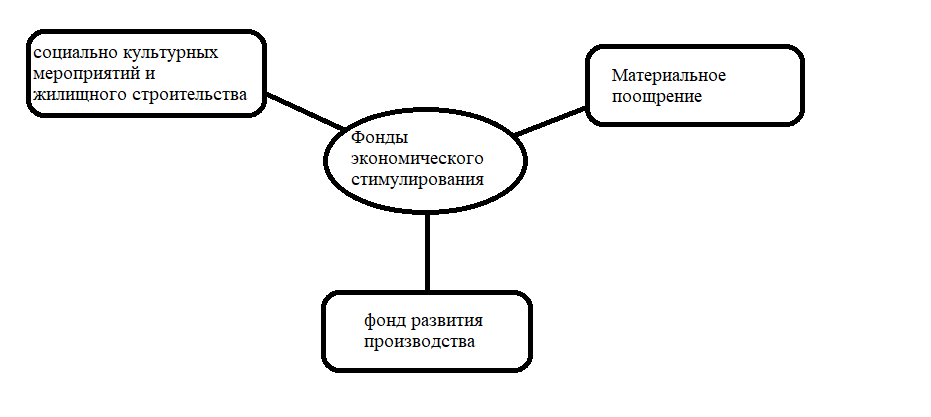 социально культурных
мероприятий и
жилищного строительства
Материальное
поощрение
Фонды
экономического
стимулирования
фонд развития
производства